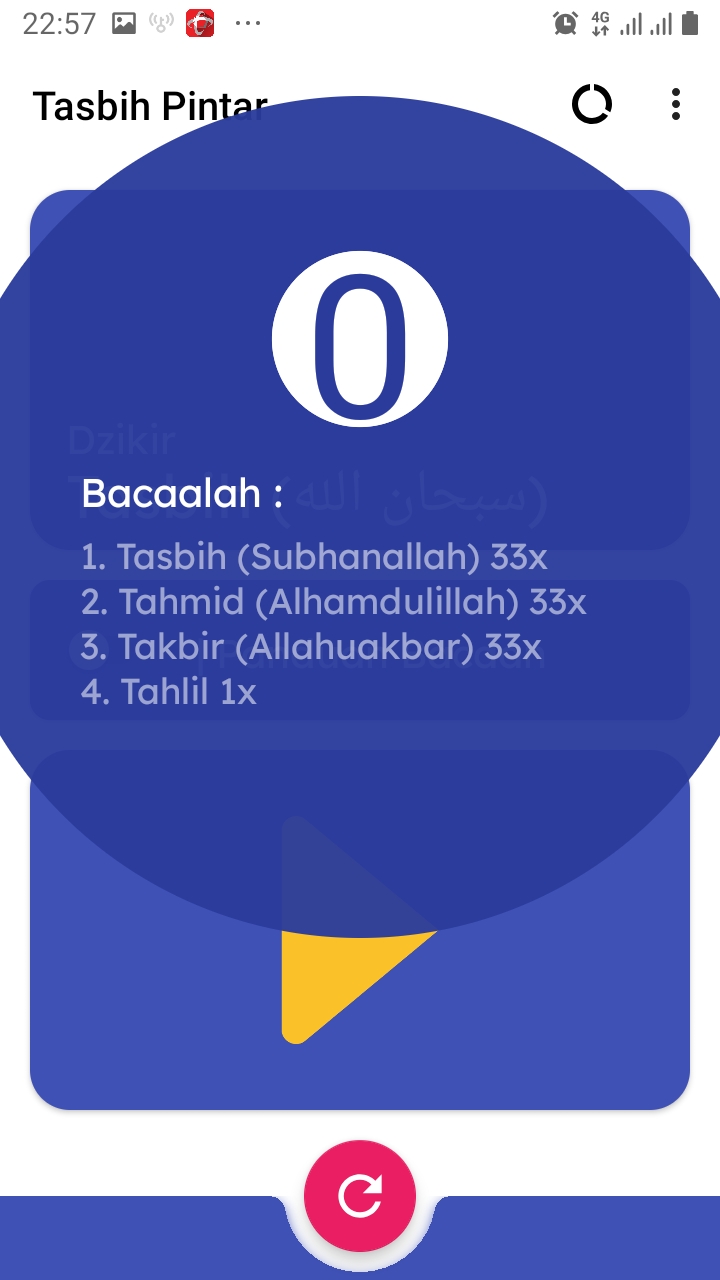 22:57
4G
Tasbih Pintar
0
Dzikir
Bacaalah :
(سبحان الله)
1. Tasbih (Subhanallah) 33x
2. Tahmid (Alhamdulillah) 33x
3. Takbir (Allahuakbar) 33x
4. Tahlil 1x